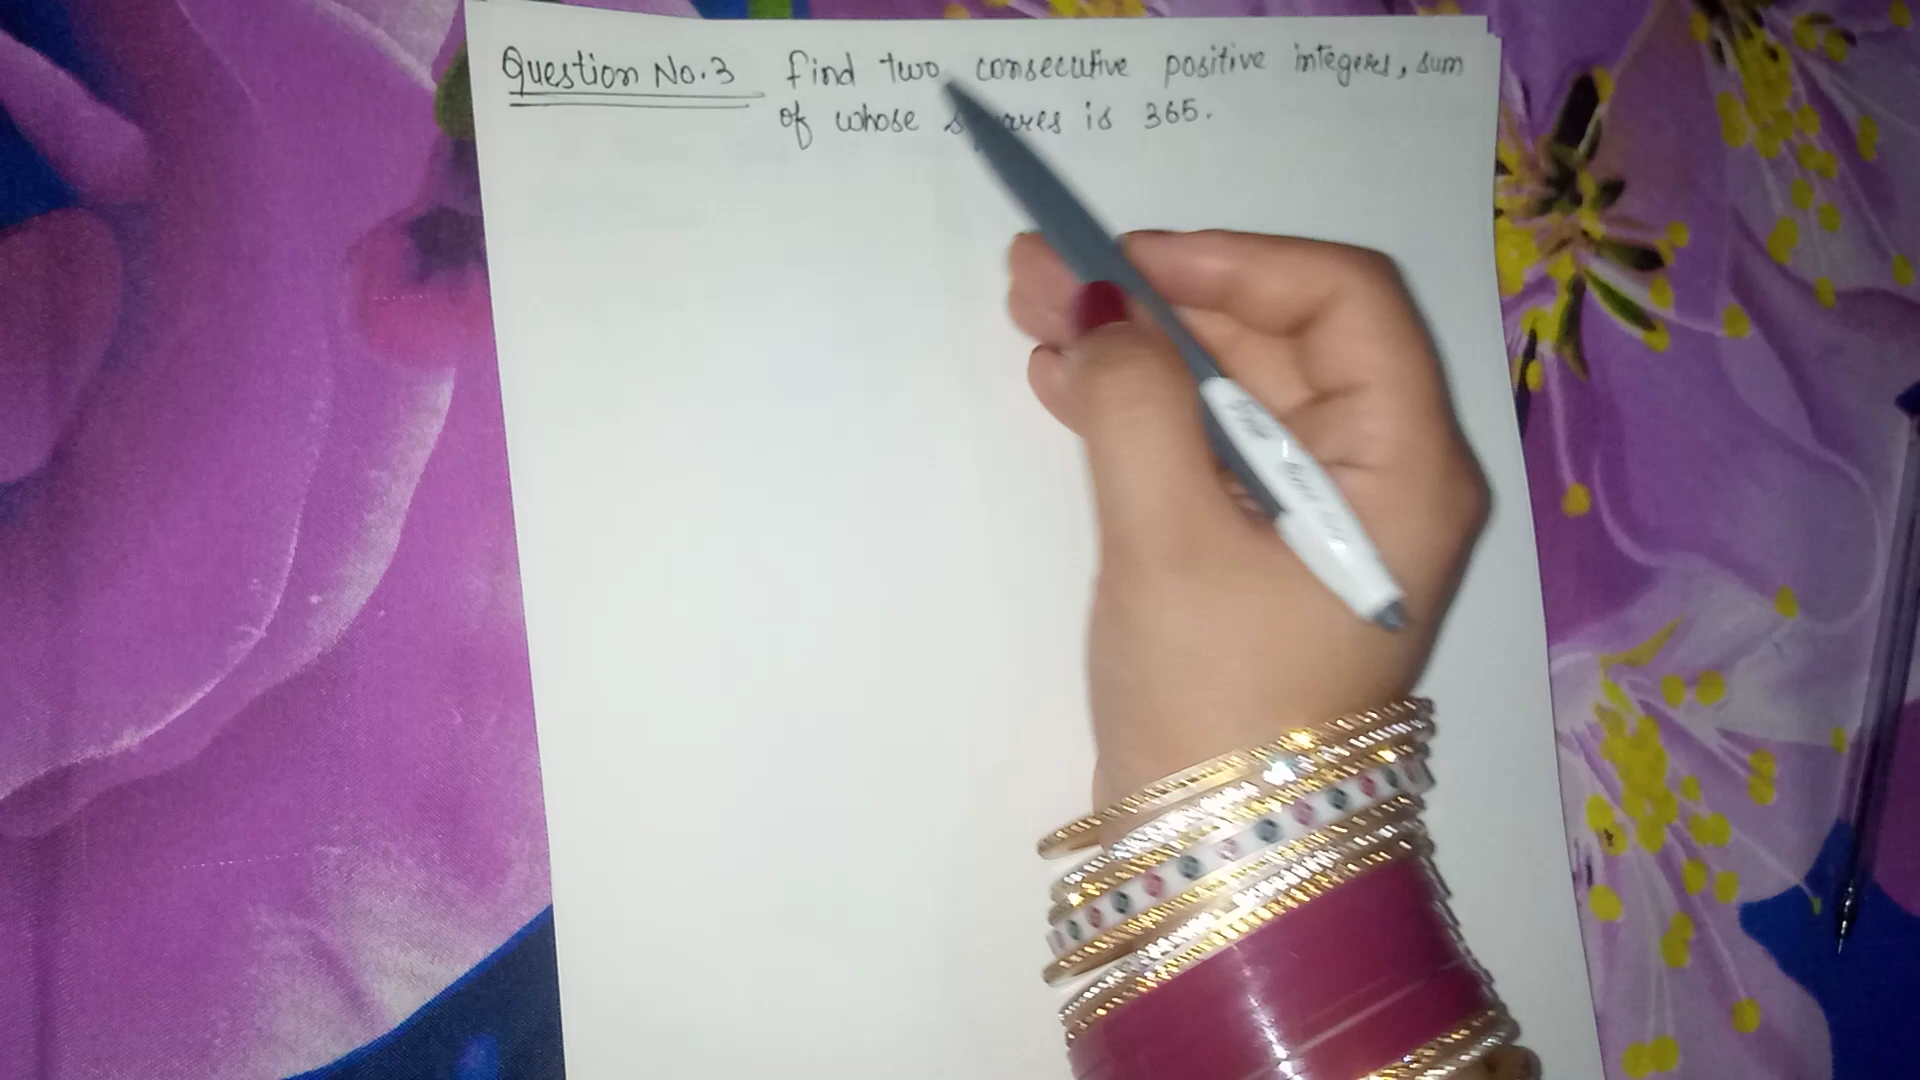 Question No.3 find two consecutive positive integers, sum
of whose squares is 365.